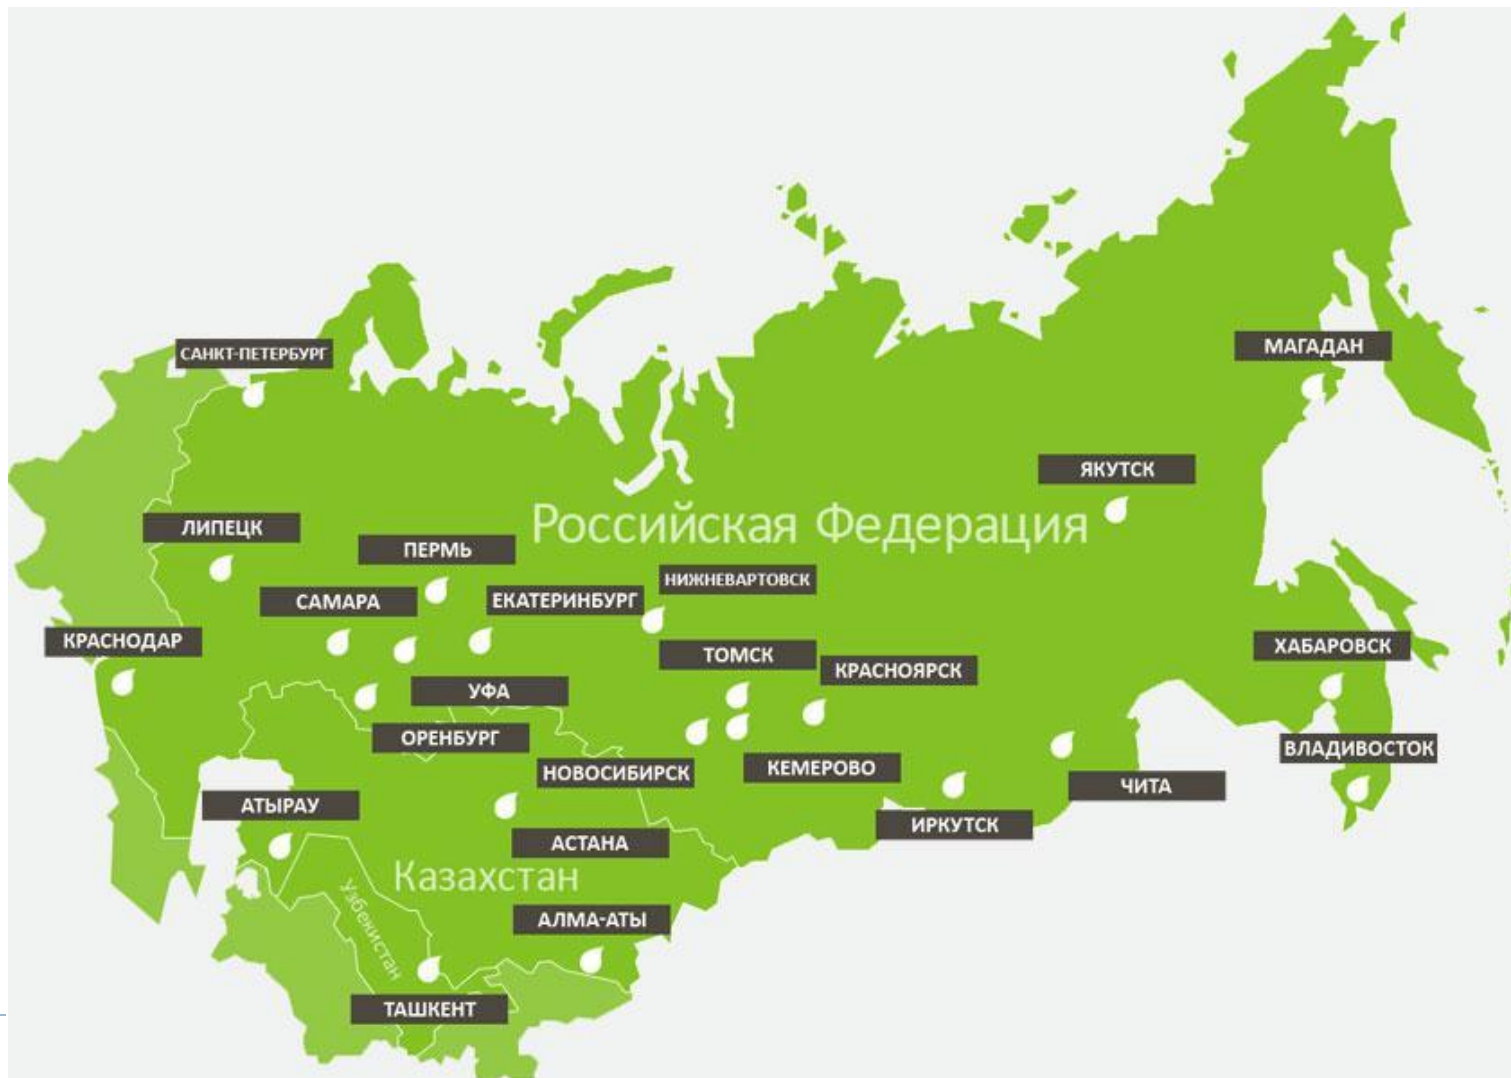 САНКТ-ПЕТЕРБУРГ
МАГАДАН
ЯКУТСК
Российская Федерация
ЛИПЕЦК
ПЕРМЬ
НИЖНЕВАРТОВСК
САМАРА
ЕКАТЕРИНБУРГ
КРАСНОДАР
ТОМСК
ХАБАРОВСК
КРАСНОЯРСК
УФА
ОРЕНБУРГ
ВЛАДИВОСТОК
НОВОСИБИРСК
КЕМЕРОВО
ЧИТА
АТЫРАУ
ИРКУТСК
АСТАНА
Казахстан
Узбекистан
АЛМА-АТЫ
ТАШКЕНТ